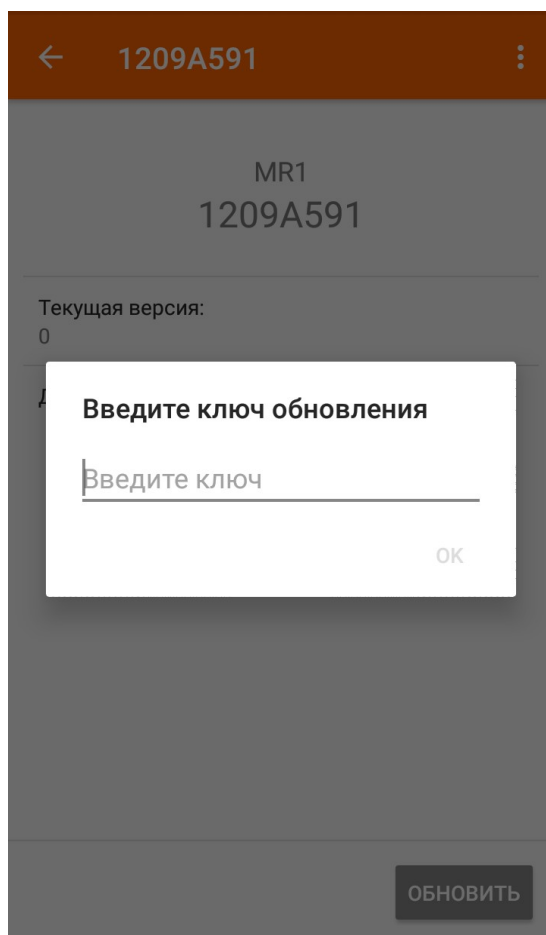 1209A591
MR1
1209A591
Текущая версия:
0
Введите ключ обновления
Введите ключ
OK
ОБНОВИТЬ